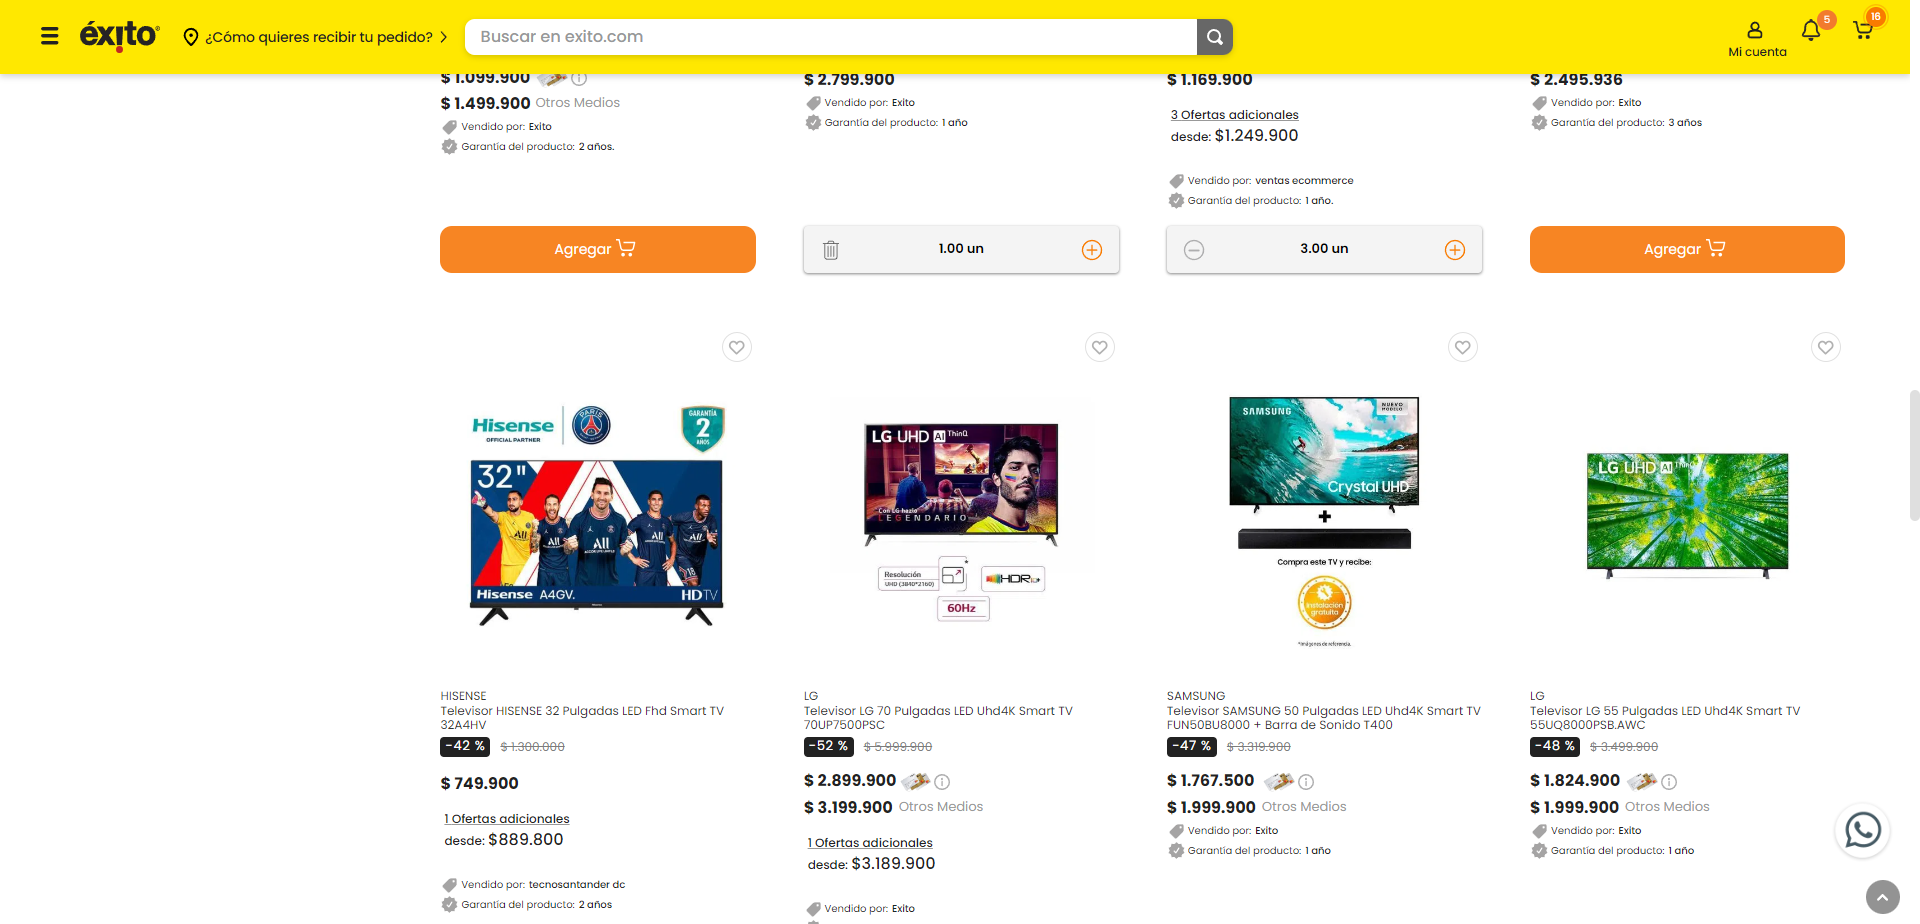 éxito
¿Cómo quieres recibir tu pedido?
Buscar en exito.com
Mi cuenta
5
16
$ 1.099.900
$ 1.499.900 Otros Medios
Vendido por: Exito
Garantía del producto: 2 años.
Agregar
$ 2.799.900
Vendido por: Exito
Garantía del producto: 1 año
1.00 un
$ 1.169.900
3 Ofertas adicionales
desde: $1.249.900
Vendido por: ventas ecommerce
Garantía del producto: 1 año.
3.00 un
$ 2.495.936
Vendido por: Exito
Garantía del producto: 3 años
Agregar
Hisense
OFFICIAL PARTNER
PARIS
GARANTÍA
2
AÑOS
32"
Hisense A4GV.
HDTV
HISENSE
Televisor HISENSE 32 Pulgadas LED Fhd Smart TV
32A4HV
-42 % $ 1.300.000
$ 749.900
1 Ofertas adicionales
desde: $889.800
Vendido por: tecnosantander dc
Garantía del producto: 2 años
LG UHD AI ThinQ
Con LG hazlo
LEGENDARIO
Resolución
UHD (3840*2160)
HDR10+
60Hz
LG
Televisor LG 70 Pulgadas LED Uhd4K Smart TV
70UP7500PSC
-52 % $ 5.999.900
$ 2.899.900
$ 3.199.900 Otros Medios
1 Ofertas adicionales
desde: $3.189.900
Vendido por: Exito
SAMSUNG
NUEVO
MODELO
Crystal UHD
+
Compra este TV y recibe:
instalación
gratuita
*Imágenes de referencia.
SAMSUNG
Televisor SAMSUNG 50 Pulgadas LED Uhd4K Smart TV
FUN50BU8000 + Barra de Sonido T400
-47 % $ 3.319.900
$ 1.767.500
$ 1.999.900 Otros Medios
Vendido por: Exito
Garantía del producto: 1 año
LG UHD AI ThinQ
LG
Televisor LG 55 Pulgadas LED Uhd4K Smart TV
55UQ8000PSB.AWC
-48 % $ 3.499.900
$ 1.824.900
$ 1.999.900 Otros Medios
Vendido por: Exito
Garantía del producto: 1 año